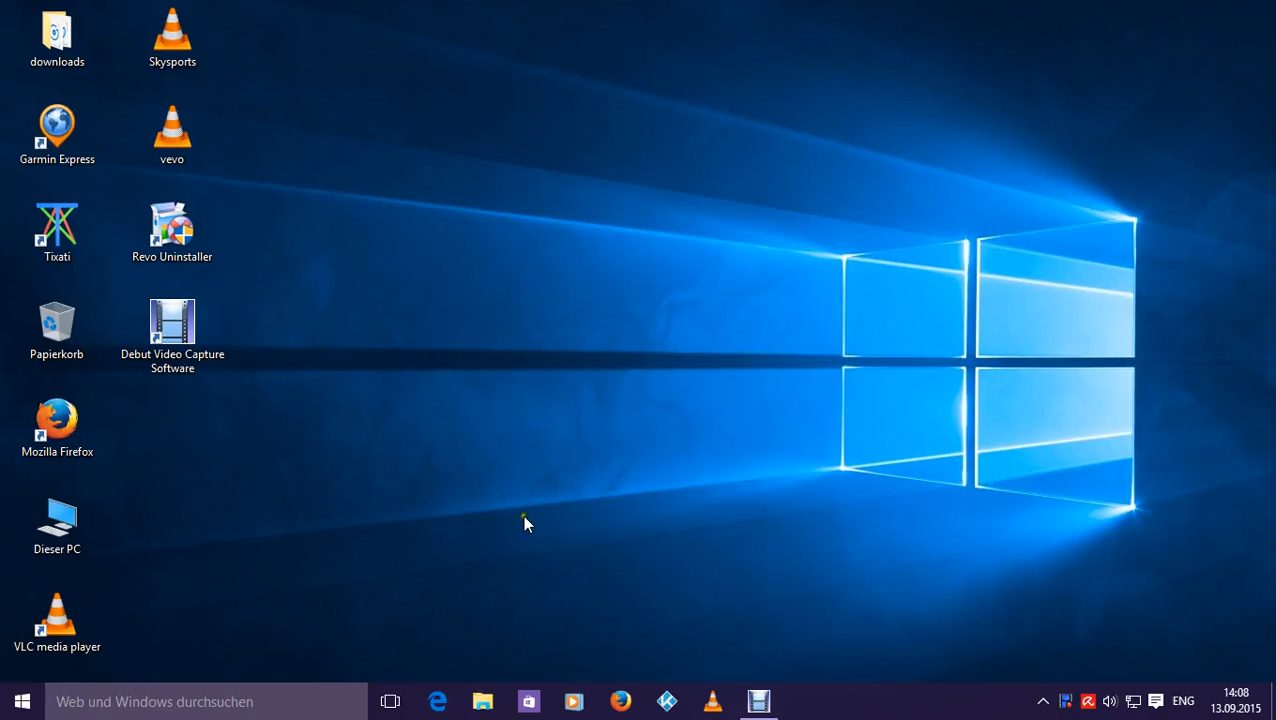 downloads
Skysports
Garmin Express
vevo
Tixati
Revo Uninstaller
Papierkorb
Debut Video Capture
Software
Mozilla Firefox
Dieser PC
VLC media player
Web und Windows durchsuchen
ENG
14:08
13.09.2015